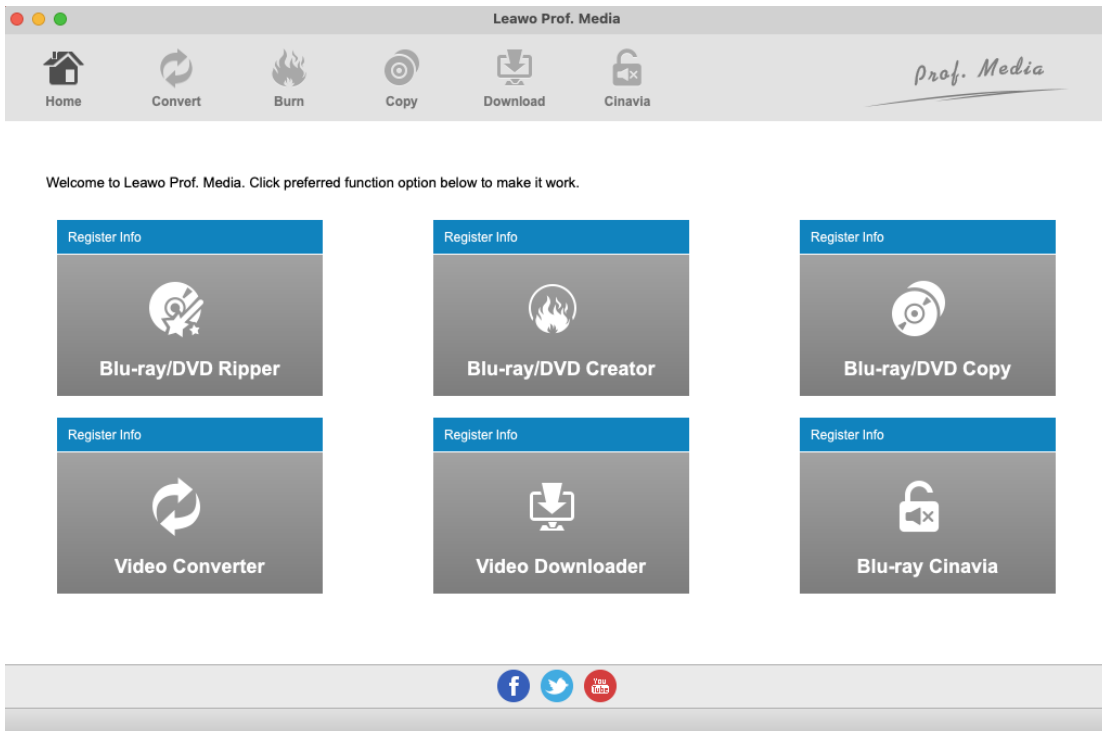 Leawo Prof. Media
Home Convert Burn Copy Download Cinavia
Prof. Media
Welcome to Leawo Prof. Media. Click preferred function option below to make it work.
Register Info Register Info Register Info
Blu-ray/DVD Ripper Blu-ray/DVD Creator Blu-ray/DVD Copy
Register Info Register Info Register Info
Video Converter Video Downloader Blu-ray Cinavia
f
You
Tube